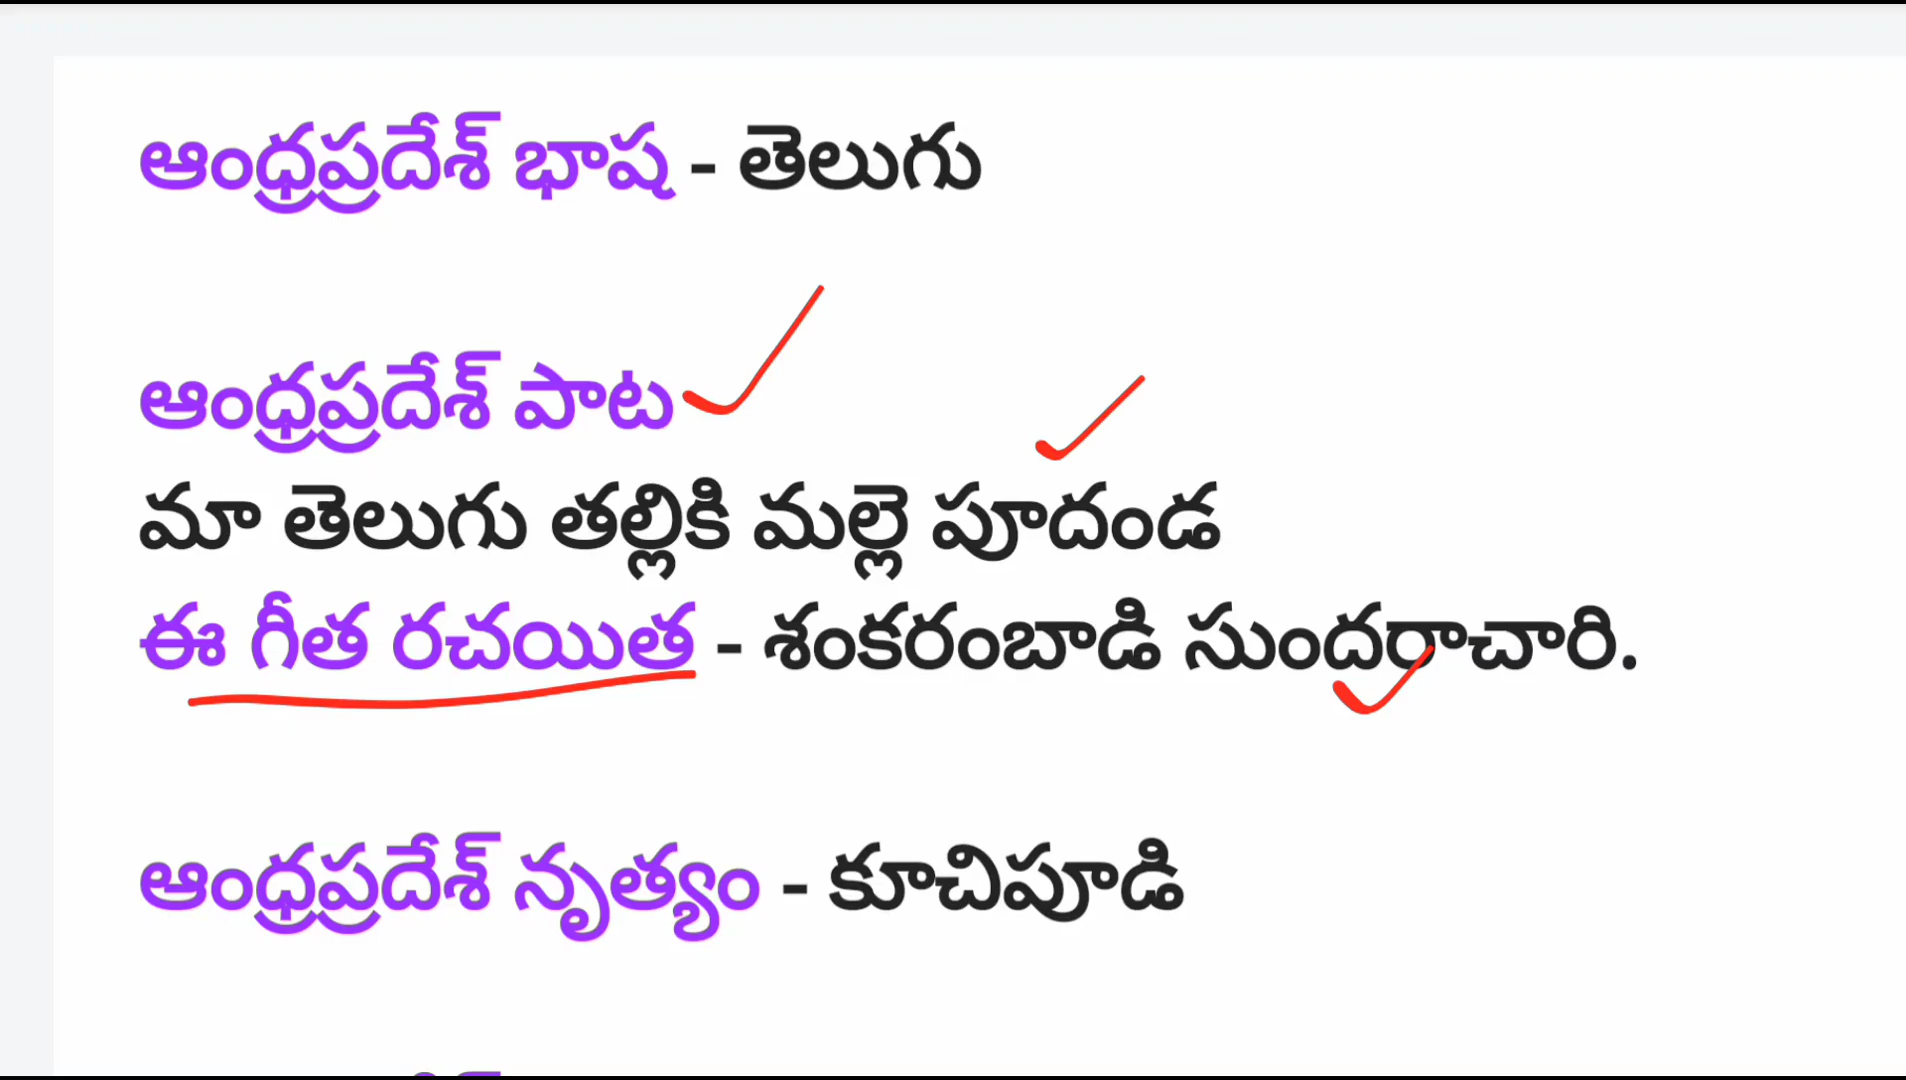 ఆంధ్రప్రదేశ్ భాష - తెలుగు
ఆంధ్రప్రదేశ్ పాట
మా తెలుగు తల్లికి మల్లె పూదండ
ఈ గీత రచయిత - శంకరంబాడి సుందరాచారి.
ఆంధ్రప్రదేశ్ నృత్యం - కూచిపూడి